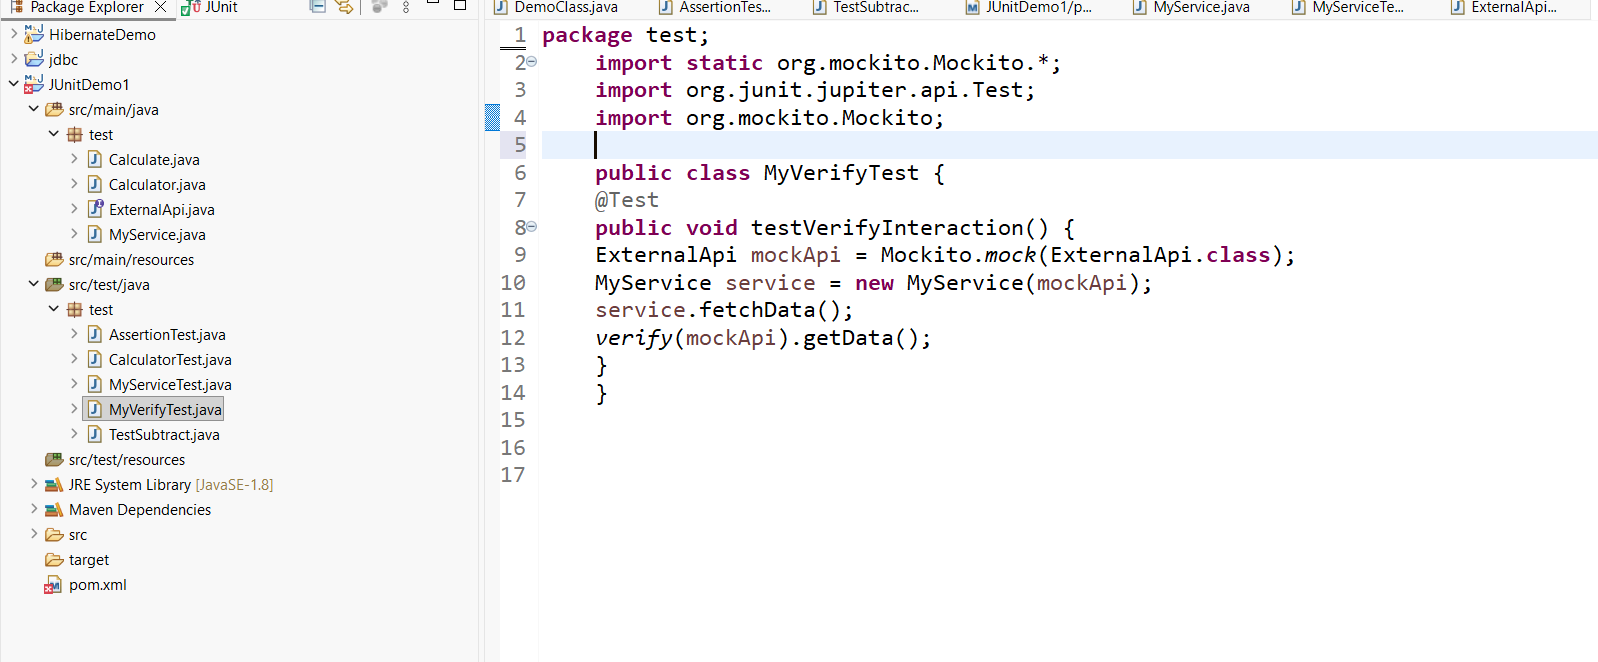 Package Explorer
JUnit
HibernateDemo
jdbc
JUnitDemo1
src/main/java
test
Calculate.java
Calculator.java
ExternalApi.java
MyService.java
src/main/resources
src/test/java
test
AssertionTest.java
CalculatorTest.java
MyServiceTest.java
MyVerifyTest.java
TestSubtract.java
src/test/resources
JRE System Library [JavaSE-1.8]
Maven Dependencies
src
target
pom.xml
DemoClass.java AssertionTes... TestSubtrac... JUnitDemo1/p... MyService.java MyServiceTe... ExternalApi...
1 package test;
2 import static org.mockito.Mockito.*;
3 import org.junit.jupiter.api.Test;
4 import org.mockito.Mockito;
5
6 public class MyVerifyTest {
7 @Test
8 public void testVerifyInteraction() {
9 ExternalApi mockApi = Mockito.mock(ExternalApi.class);
10 MyService service = new MyService(mockApi);
11 service.fetchData();
12 verify(mockApi).getData();
13 }
14 }
15
16
17